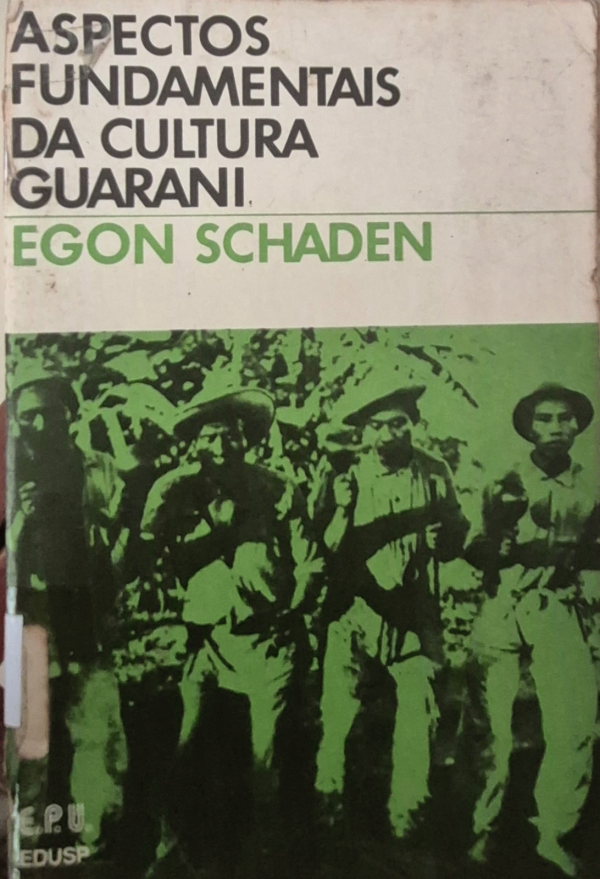 ASPECTOS
FUNDAMENTAIS
DA CULTURA
GUARANI
EGON SCHADEN
E.P.U.
EDUSP